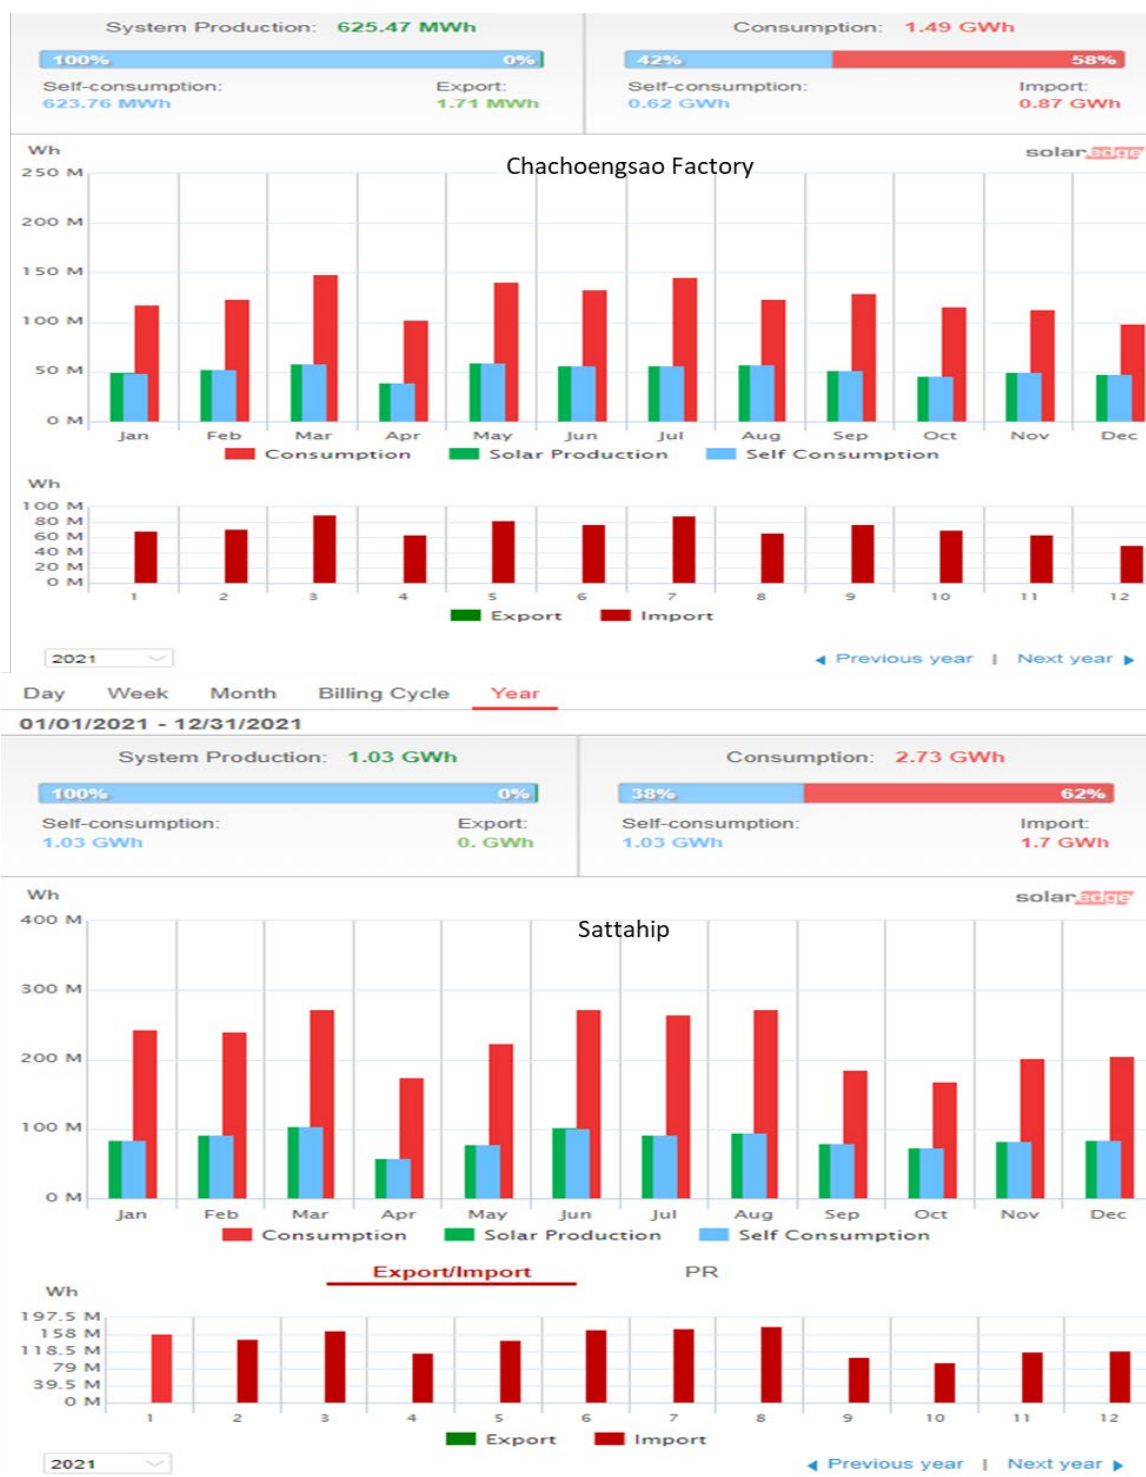 System Production: 625.47 MWh Consumption: 1.49 GWh
100% 0% 42% 58%
Self-consumption: Export: Self-consumption: Import:
623.76 MWh 1.71 MWh 0.62 GWh 0.87 GWh
Wh Chachoengsao Factory solaredge
250 M
200 M
150 M
100 M
50 M
0 M
Jan Feb Mar Apr May Jun Jul Aug Sep Oct Nov Dec
Consumption Solar Production Self Consumption
Wh
100 M
80 M
60 M
40 M
20 M
0 M
1 2 3 4 5 6 7 8 9 10 11 12
Export Import
2021 Previous year | Next year
Day Week Month Billing Cycle Year
01/01/2021 - 12/31/2021
System Production: 1.03 GWh Consumption: 2.73 GWh
100% 0% 38% 62%
Self-consumption: Export: Self-consumption: Import:
1.03 GWh 0. GWh 1.03 GWh 1.7 GWh
Wh solaredge
400 M Sattahip
300 M
200 M
100 M
0 M
Jan Feb Mar Apr May Jun Jul Aug Sep Oct Nov Dec
Consumption Solar Production Self Consumption
Export/Import PR
Wh
197.5 M
158 M
118.5 M
79 M
39.5 M
0 M
1 2 3 4 5 6 7 8 9 10 11 12
Export Import
2021 Previous year | Next year